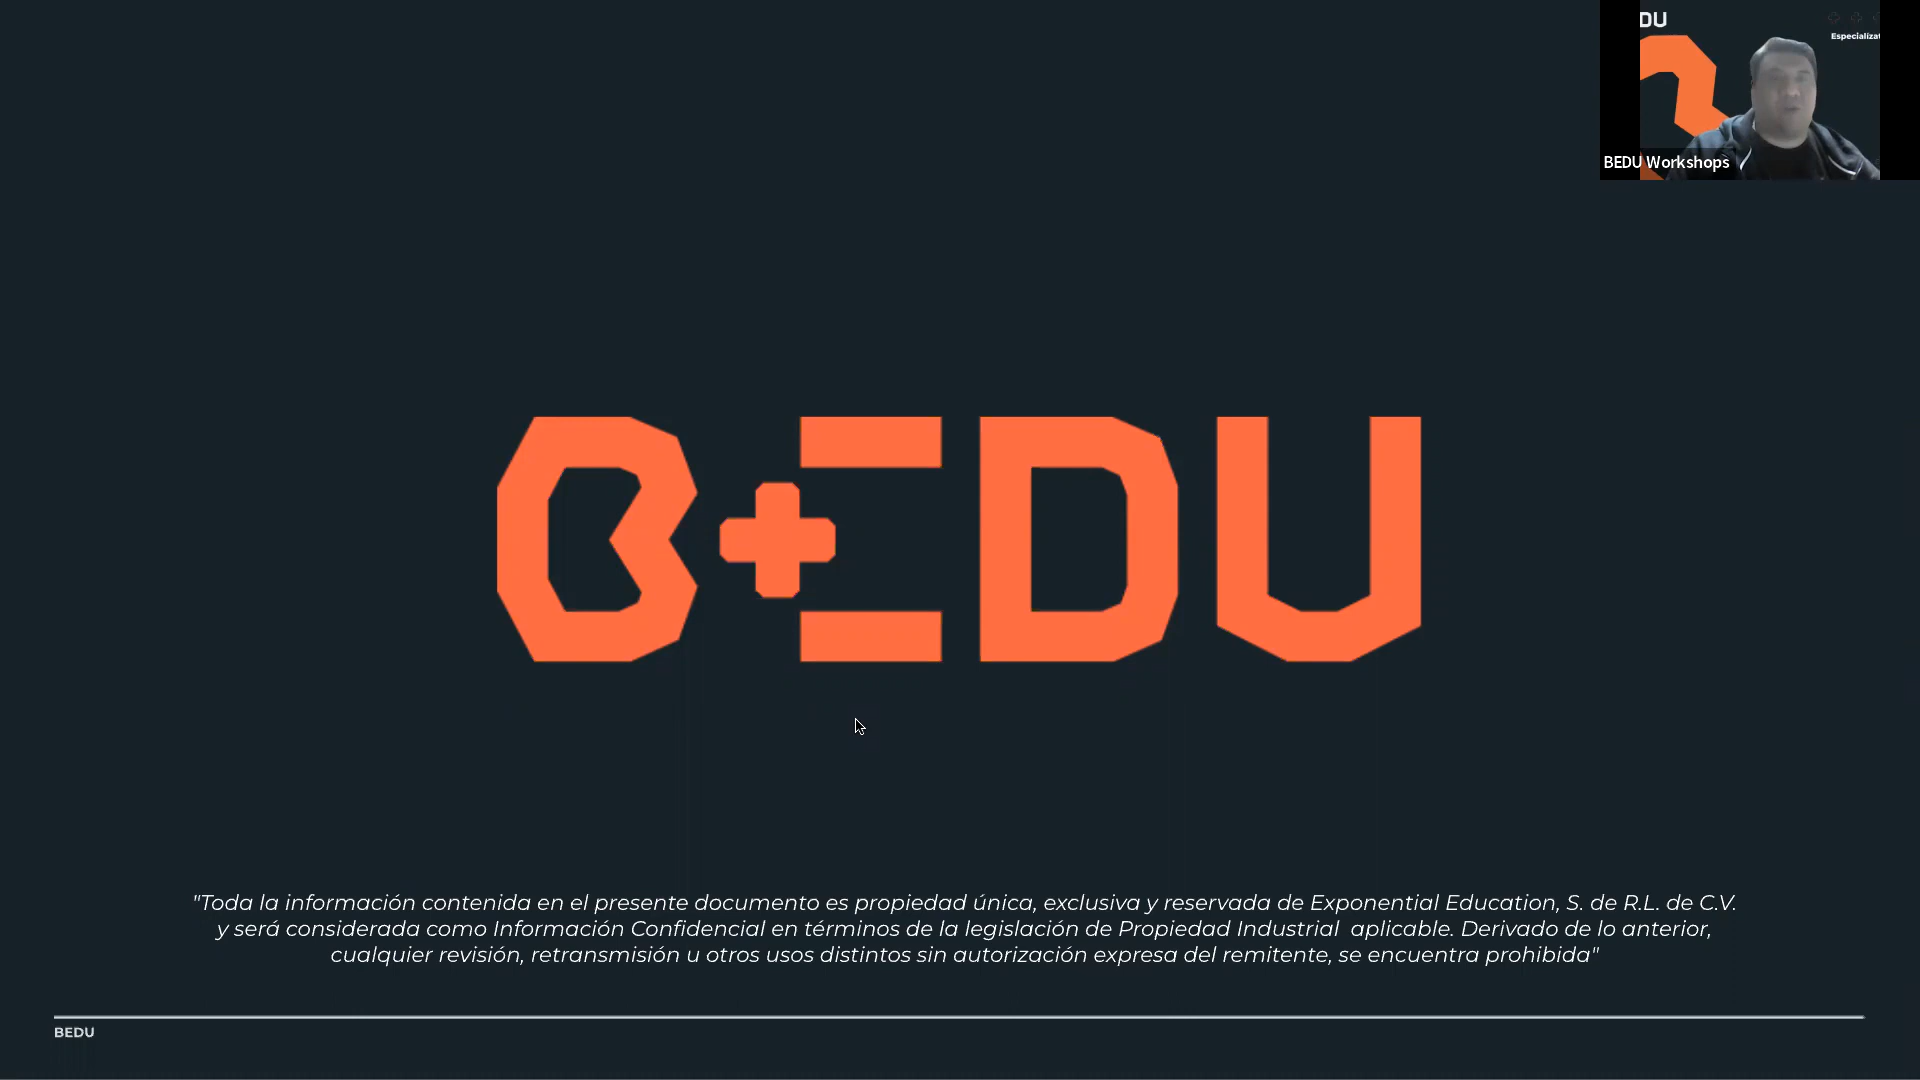 DU
Especializat
BEDU Workshops
BEDU
"Toda la información contenida en el presente documento es propiedad única, exclusiva y reservada de Exponential Education, S. de R.L. de C.V.
y será considerada como Información Confidencial en términos de la legislación de Propiedad Industrial aplicable. Derivado de lo anterior,
cualquier revisión, retransmisión u otros usos distintos sin autorización expresa del remitente, se encuentra prohibida"
BEDU